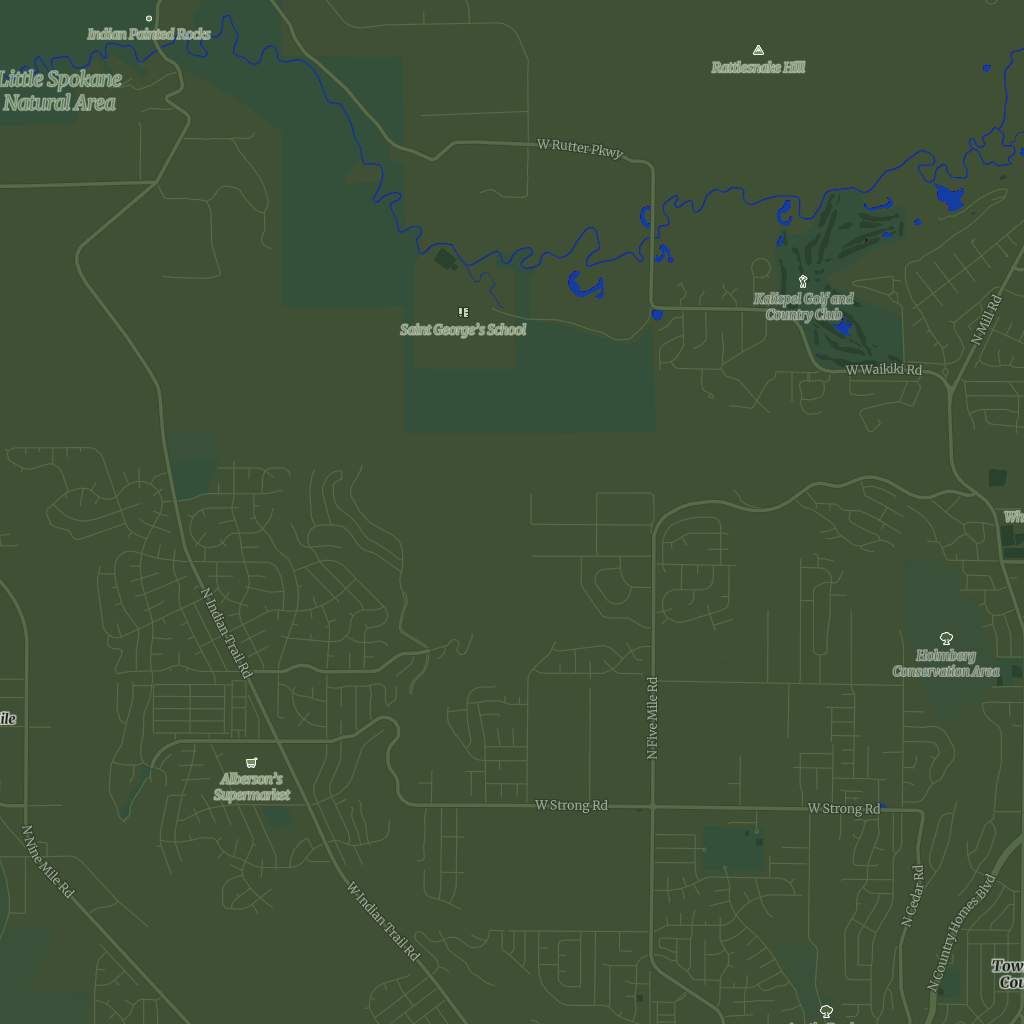 Indian Painted Rocks
Rattlesnake Hill
Little Spokane
Natural Area
W Rutter Pkwy
Kalispel Golf and
Country Club
Saint George's School
N Mill Rd
W Waikiki Rd
N Indian Trail Rd
Holmberg
Conservation Area
N Five Mile Rd
Alberson's
Supermarket
W Strong Rd
W Strong Rd
N Nine Mile Rd
N Cedar Rd
W Indian Trail Rd
N Country Homes Blvd